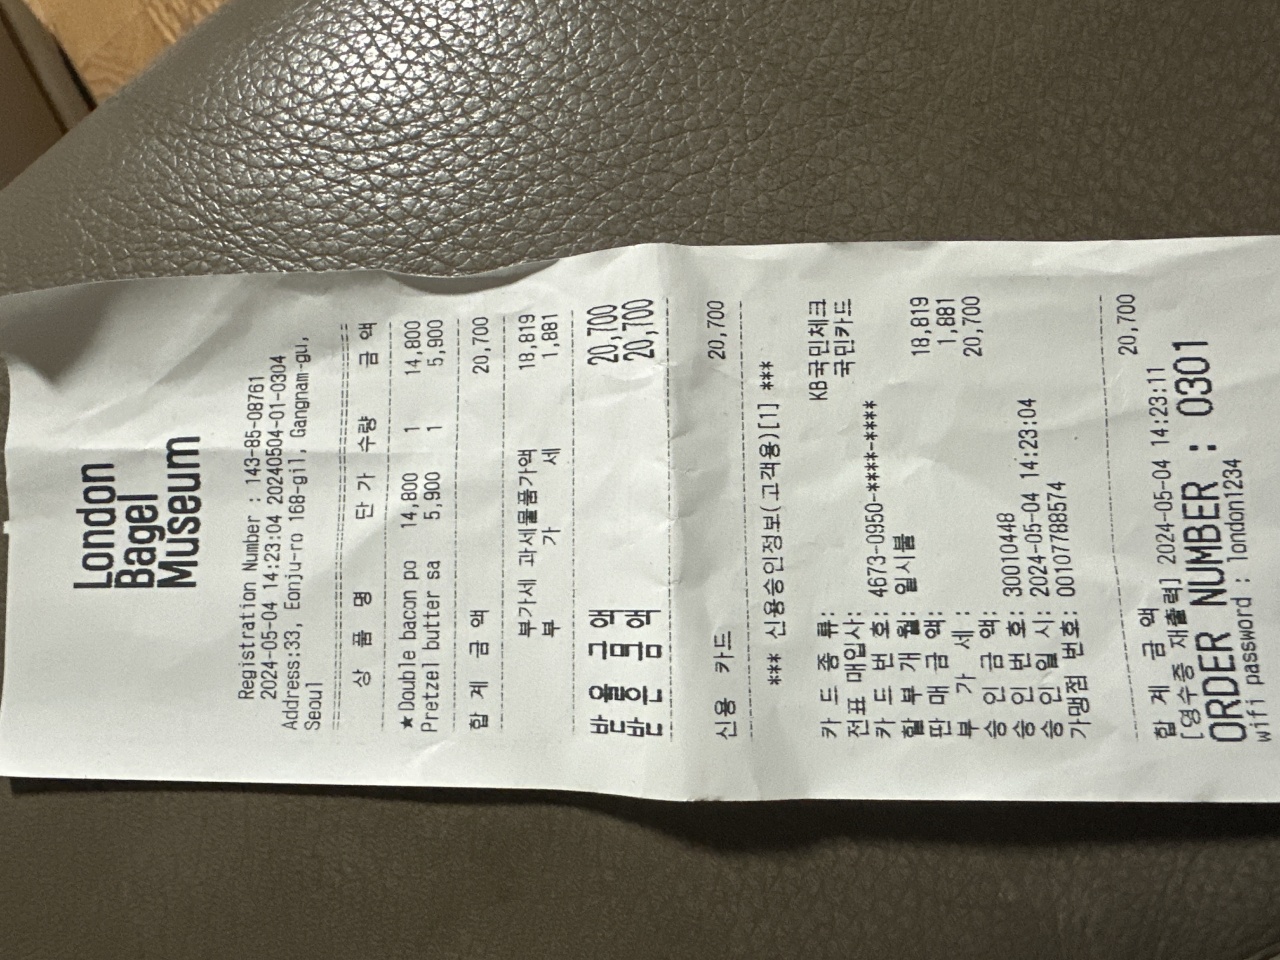 London
Bagel
Museum
Registration Number : 143-85-08761
2024-05-04 14:23:04 20240504-01-0304
Address:33, Eonju-ro 168-gil, Gangnam-gu,
Seoul
상 품 명 단 가 수량 금 액
★Double bacon po 14,800 1 14,800
Pretzel butter sa 5,900 1 5,900
합 계 금 액 20,700
부가세 과세물품가액 18,819
부 가 세 1,881
받 을 금 액 20,700
받 은 금 액 20,700
신용 카드 20,700
*** 신용승인정보(고객용)[1] ***
카 드 종 류: KB국민체크
전표 매입사: 국민카드
카 드 번 호: 4673-0950-****-****
할 부 개 월: 일시불
판 매 금 액: 18,819
부 가 세: 1,881
승 인 금 액: 20,700
승 인 번 호: 30010448
승 인 일 시: 2024-05-04 14:23:04
가맹점 번호: 00107788574
합 계 금 액 20,700
[영수증 재출력] 2024-05-04 14:23:11
ORDER NUMBER : 0301
wifi password : london1234